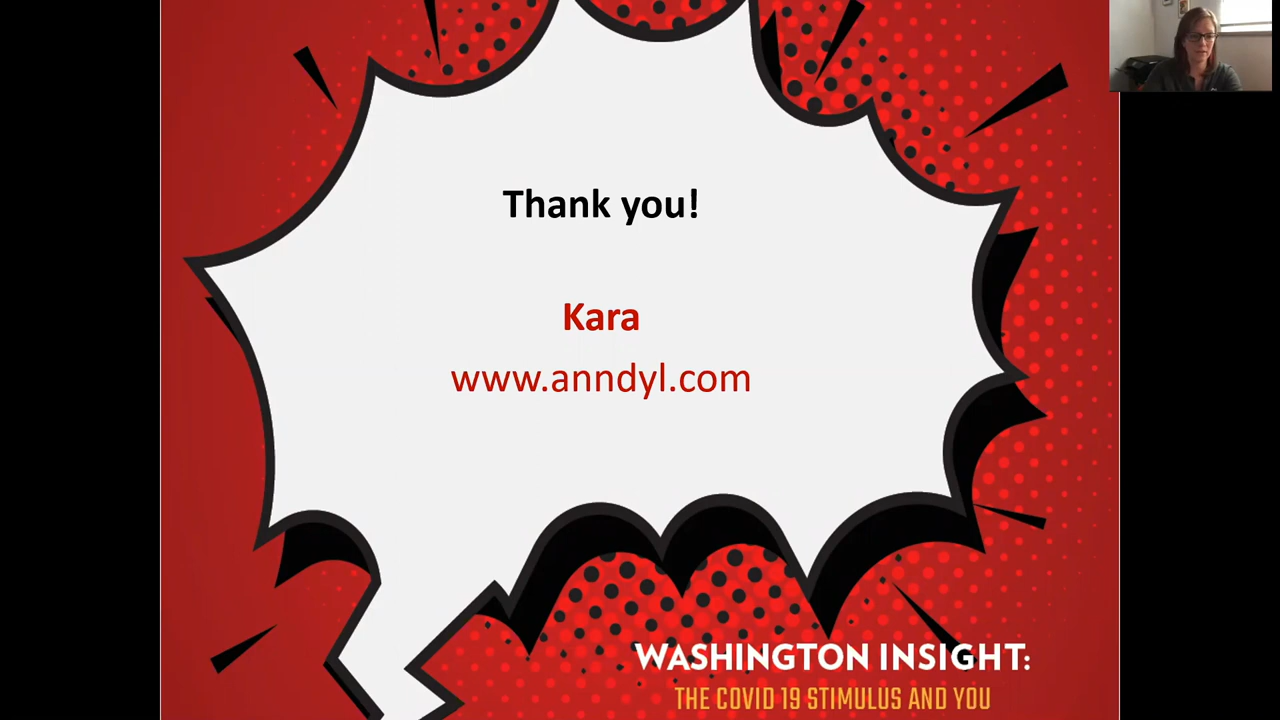 Thank you!
Kara
www.anndyl.com
WASHINGTON INSIGHT:
THE COVID 19 STIMULUS AND YOU